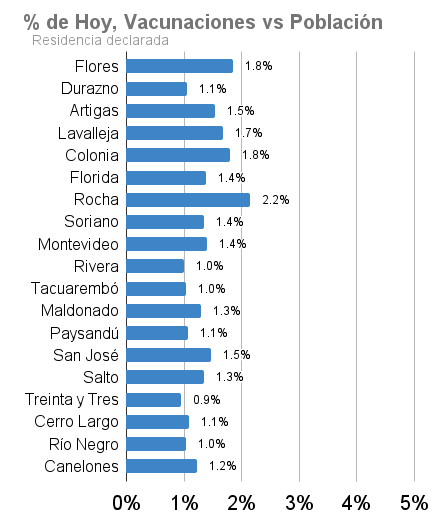 % de Hoy, Vacunaciones vs Población
Residencia declarada
Flores 1.8%
Durazno 1.1%
Artigas 1.5%
Lavalleja 1.7%
Colonia 1.8%
Florida 1.4%
Rocha 2.2%
Soriano 1.4%
Montevideo 1.4%
Rivera 1.0%
Tacuarembó 1.0%
Maldonado 1.3%
Paysandú 1.1%
San José 1.5%
Salto 1.3%
Treinta y Tres 0.9%
Cerro Largo 1.1%
Río Negro 1.0%
Canelones 1.2%
0% 1% 2% 3% 4% 5%